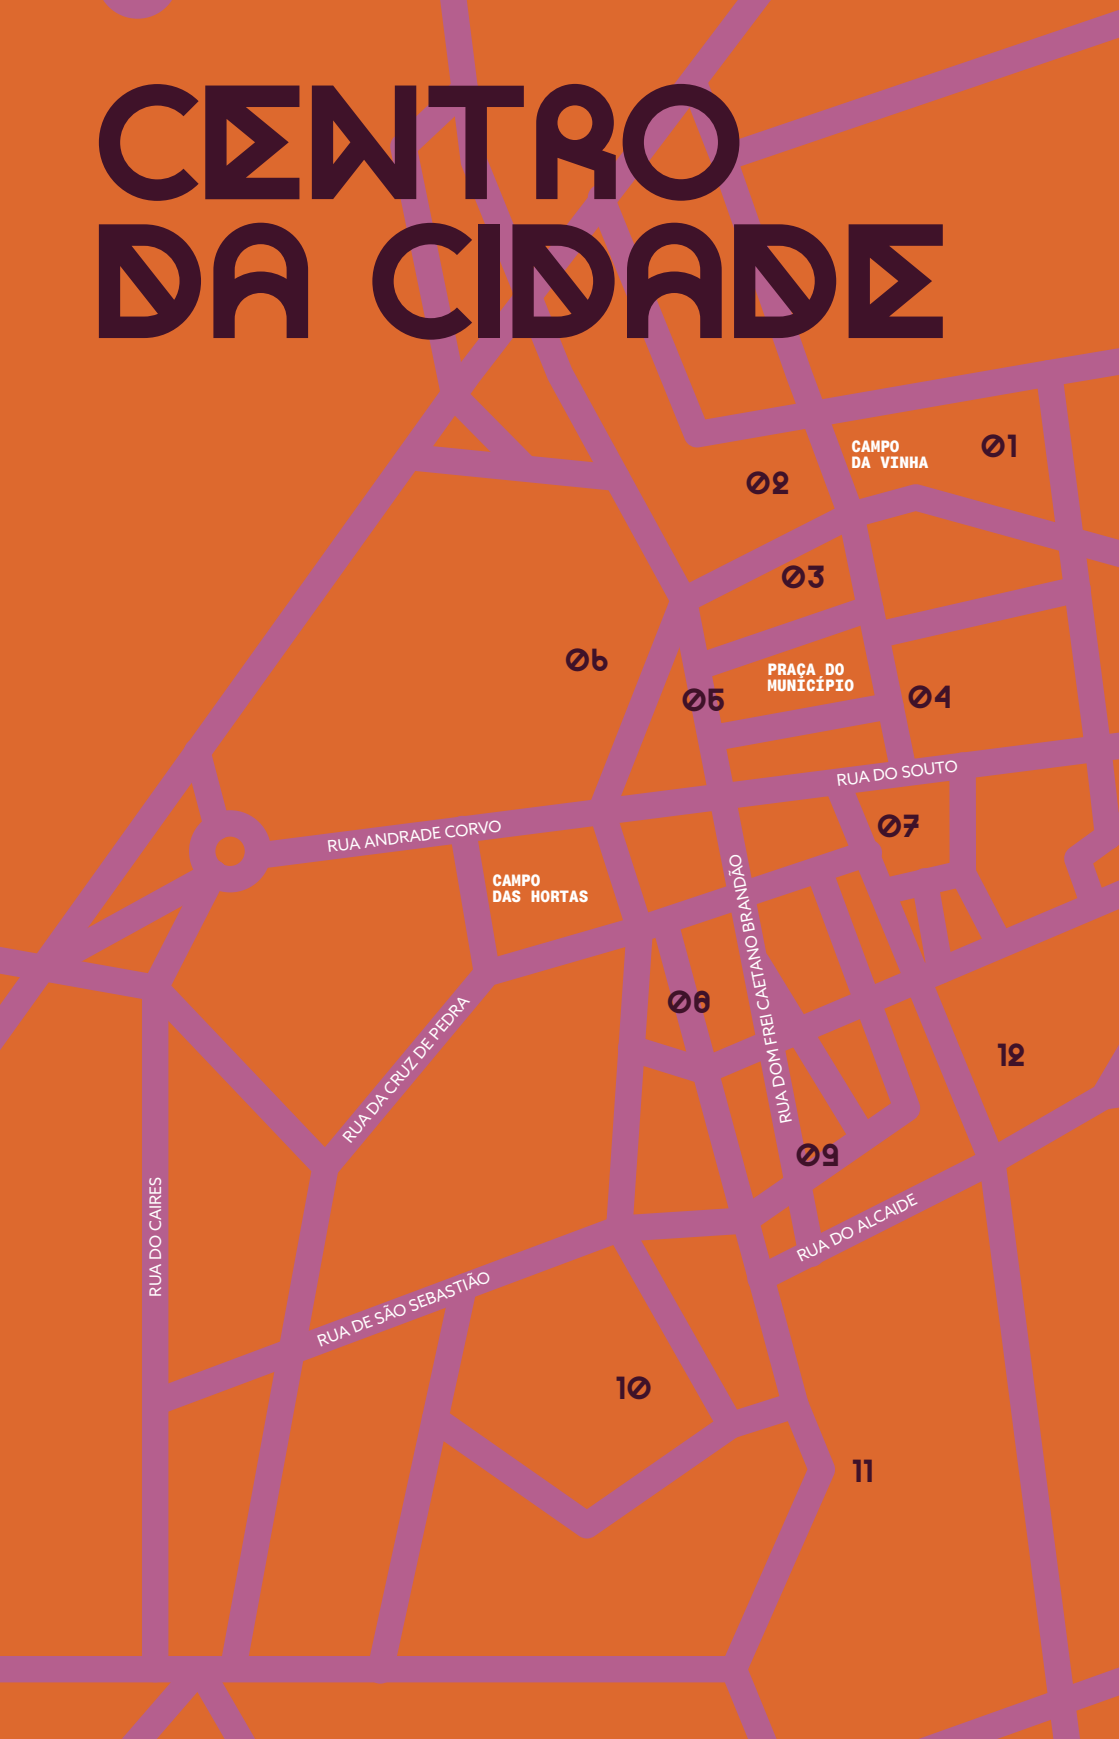 CENTRO
DA CIDADE
CAMPO
DA VINHA
01
02
03
06
PRAÇA DO
MUNICÍPIO
05
04
RUA DO SOUTO
07
RUA ANDRADE CORVO
CAMPO
DAS HORTAS
RUA DOM FREI CAETANO BRANDÃO
08
RUA DA CRUZ DE PEDRA
12
09
RUA DO CAIRES
RUA DO ALCAIDE
RUA DE SÃO SEBASTIÃO
10
11